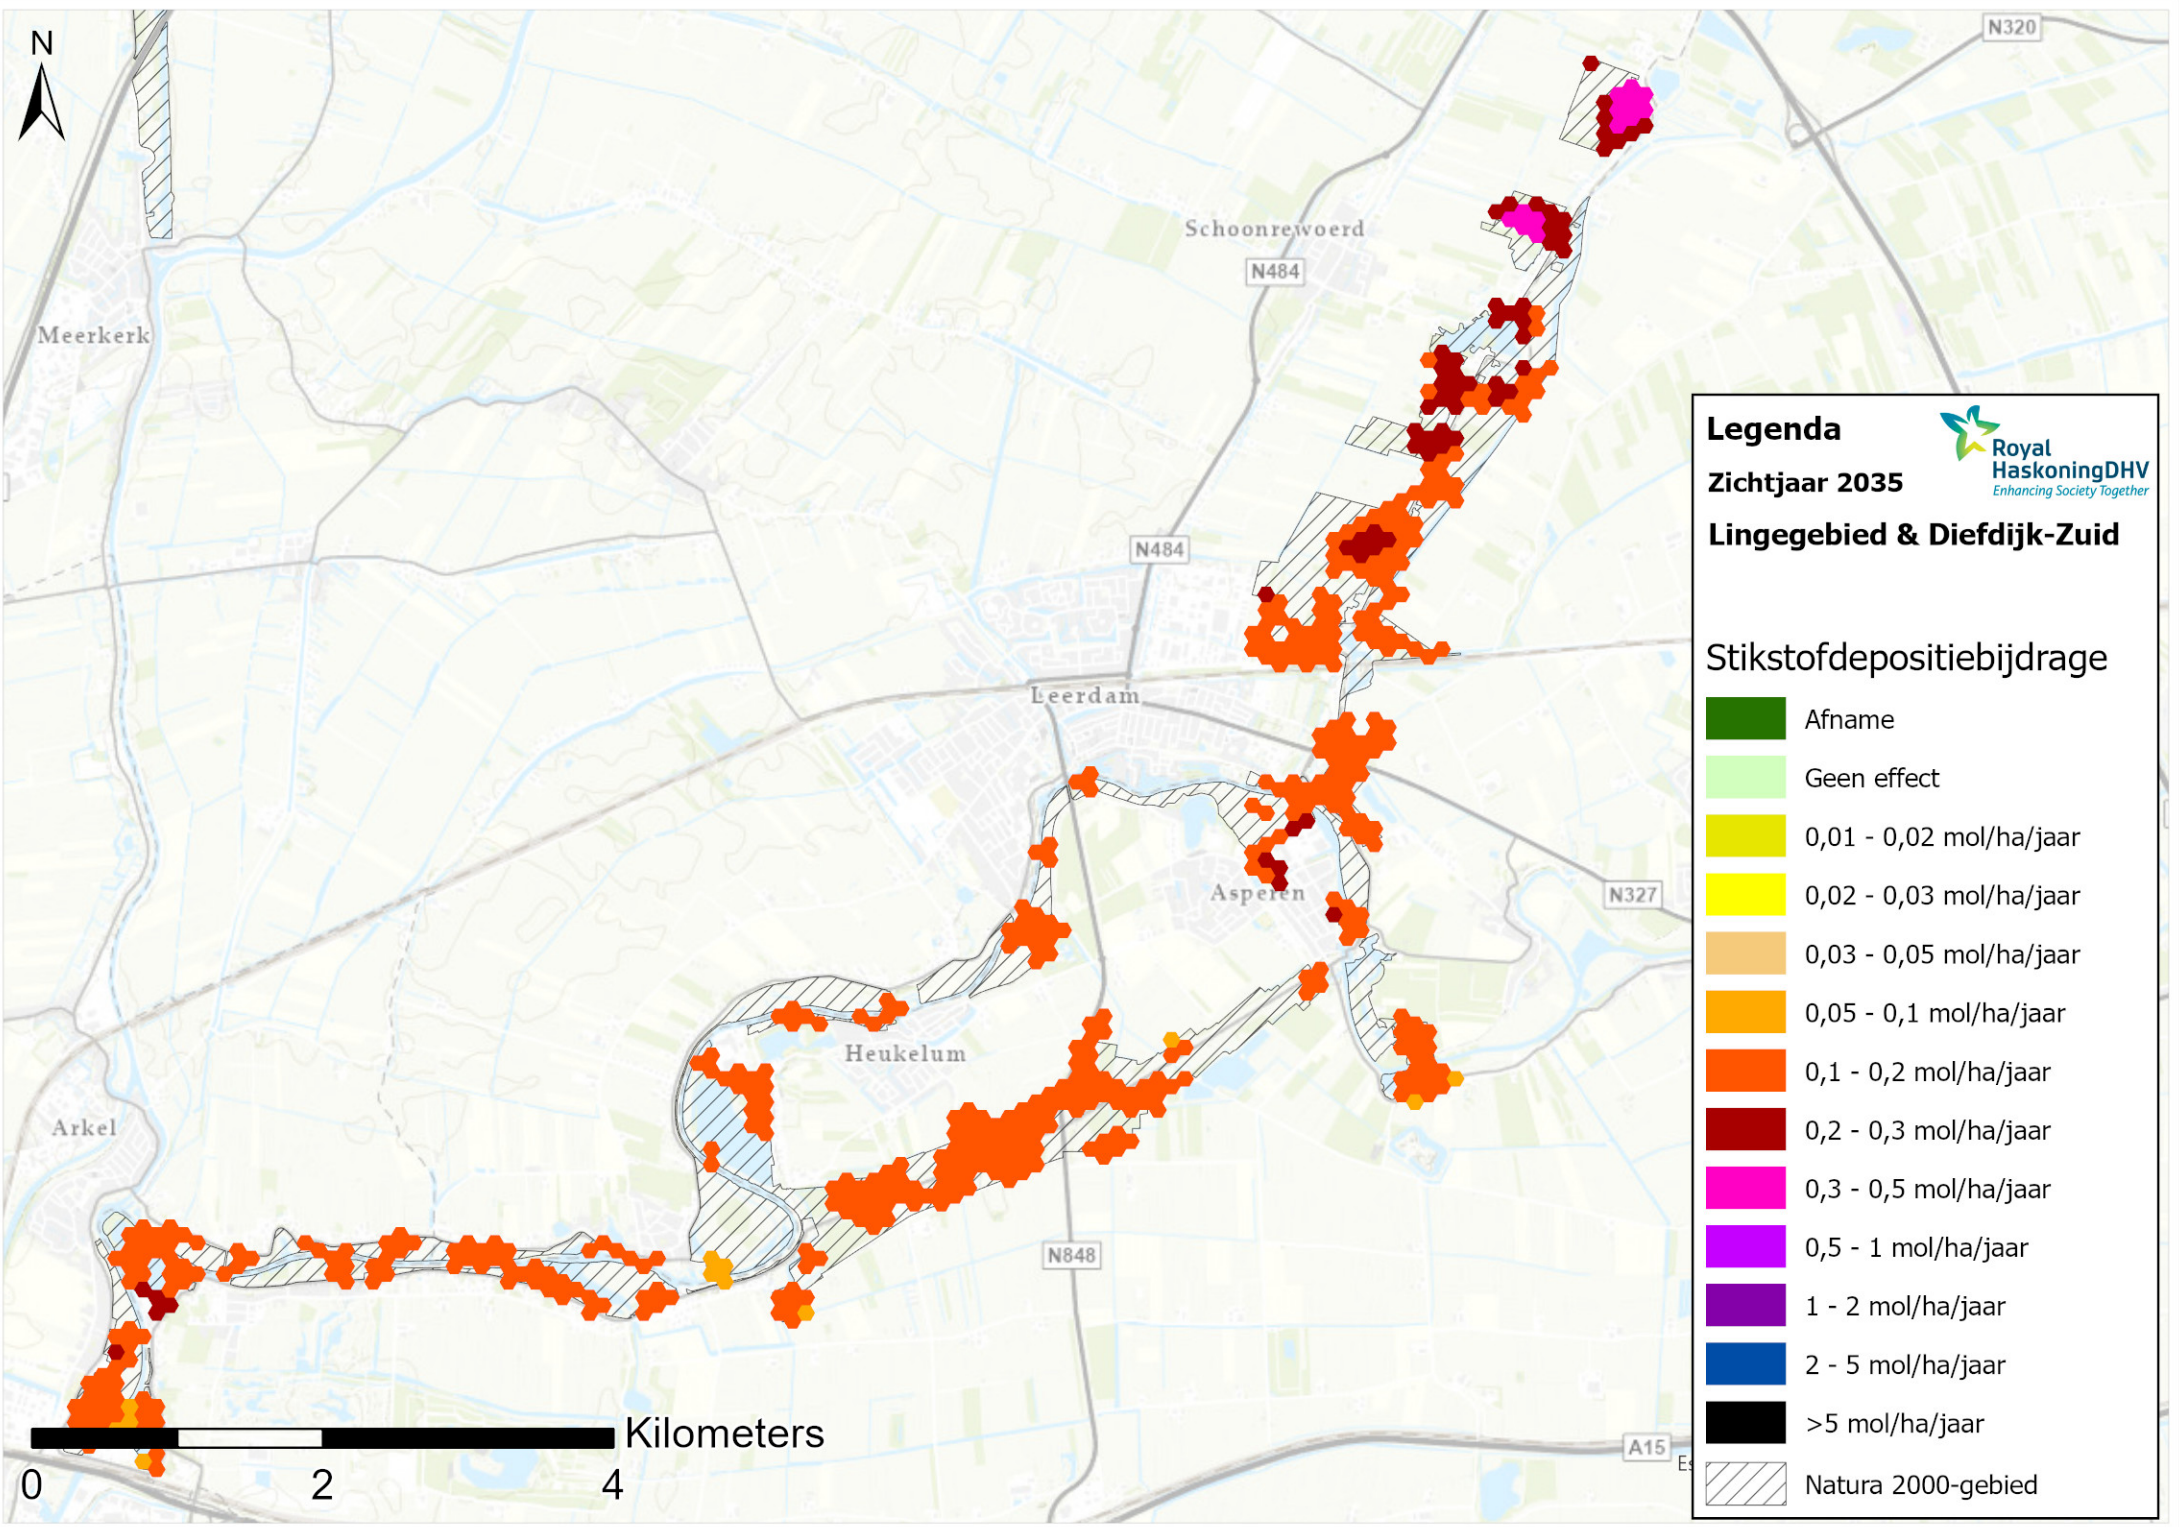 N
N320
Schoonrewoerd
N484
Meerkerk
N484
Leerdam
Asperen
N327
Heukelum
Arkel
N848
A15
Kilometers
0 2 4
Legenda
Zichtjaar 2035
Lingegebied & Diefdijk-Zuid
Royal
HaskoningDHV
Enhancing Society Together
Stikstofdepositiebijdrage
Afname
Geen effect
0,01 - 0,02 mol/ha/jaar
0,02 - 0,03 mol/ha/jaar
0,03 - 0,05 mol/ha/jaar
0,05 - 0,1 mol/ha/jaar
0,1 - 0,2 mol/ha/jaar
0,2 - 0,3 mol/ha/jaar
0,3 - 0,5 mol/ha/jaar
0,5 - 1 mol/ha/jaar
1 - 2 mol/ha/jaar
2 - 5 mol/ha/jaar
>5 mol/ha/jaar
Natura 2000-gebied